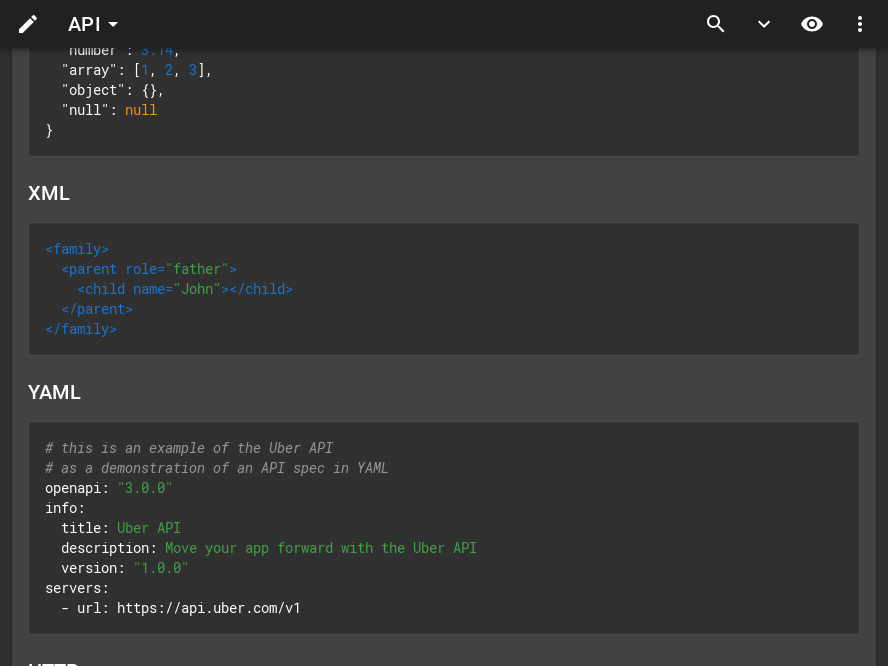 API
"number": 3.14,
  "array": [1, 2, 3],
  "object": {},
  "null": null
}
XML
<family>
  <parent role="father">
    <child name="John"></child>
  </parent>
</family>
YAML
# this is an example of the Uber API
# as a demonstration of an API spec in YAML
openapi: "3.0.0"
info:
  title: Uber API
  description: Move your app forward with the Uber API
  version: "1.0.0"
servers:
  - url: https://api.uber.com/v1
HTTP